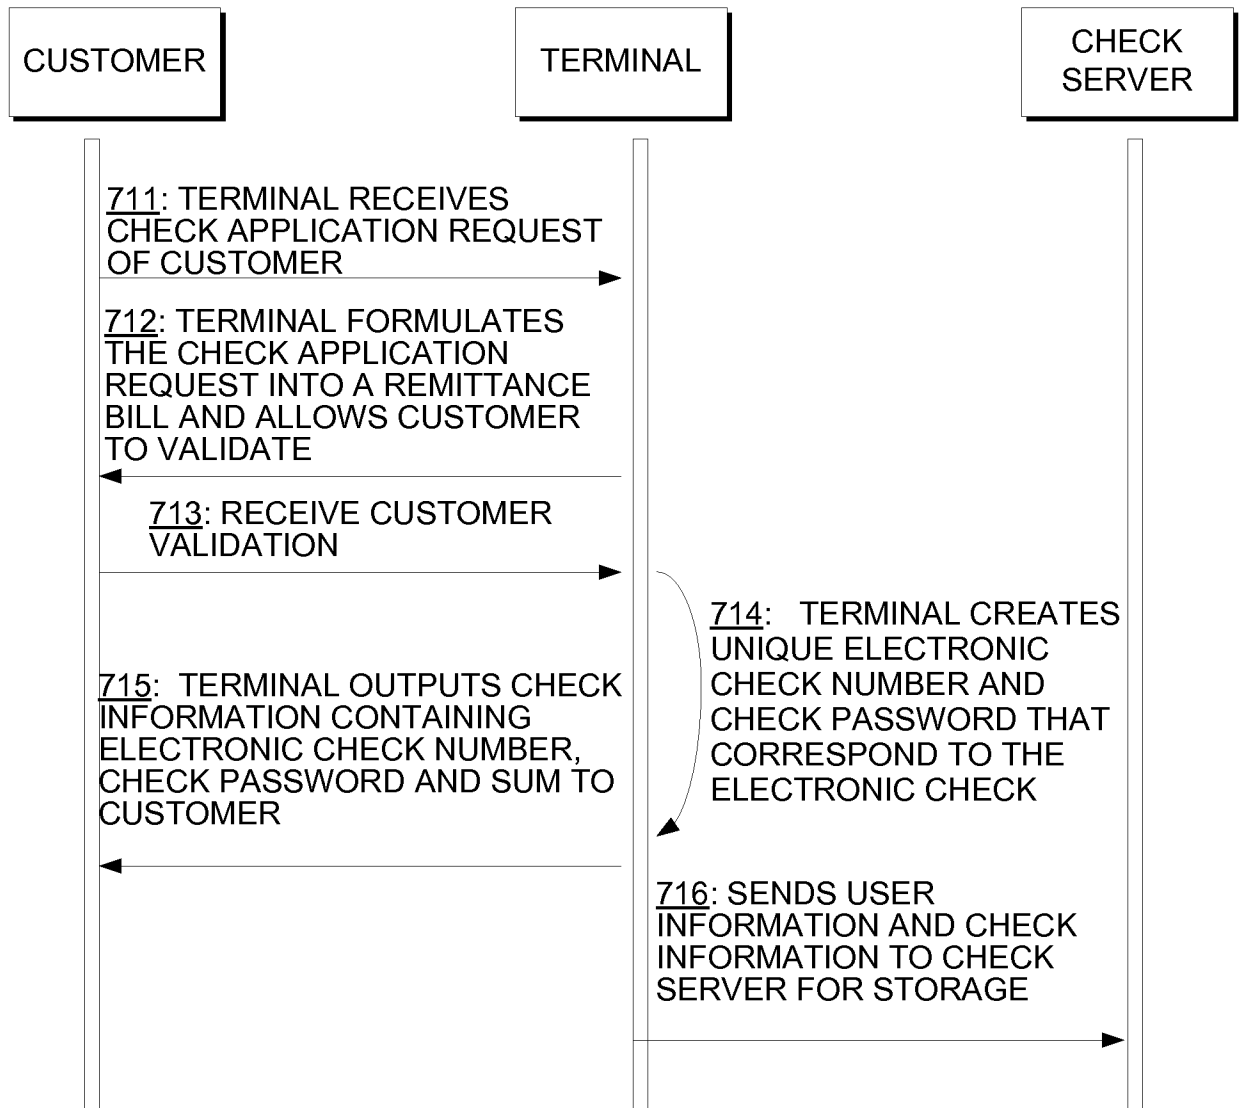 CUSTOMER
TERMINAL
CHECK
SERVER
711: TERMINAL RECEIVES
CHECK APPLICATION REQUEST
OF CUSTOMER
712: TERMINAL FORMULATES
THE CHECK APPLICATION
REQUEST INTO A REMITTANCE
BILL AND ALLOWS CUSTOMER
TO VALIDATE
713: RECEIVE CUSTOMER
VALIDATION
714: TERMINAL CREATES
UNIQUE ELECTRONIC
CHECK NUMBER AND
CHECK PASSWORD THAT
CORRESPOND TO THE
ELECTRONIC CHECK
715: TERMINAL OUTPUTS CHECK
INFORMATION CONTAINING
ELECTRONIC CHECK NUMBER,
CHECK PASSWORD AND SUM TO
CUSTOMER
716: SENDS USER
INFORMATION AND CHECK
INFORMATION TO CHECK
SERVER FOR STORAGE